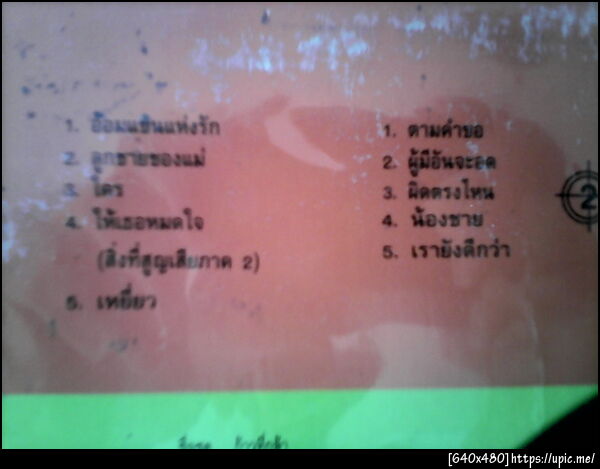 1. อ้อมแขนแห่งรัก
2. ลูกชายของแม่
3. ใคร
4. ให้เธอหมดใจ
(สิ่งที่สูญเสียภาค 2)
5. เหยี่ยว
1. ตามคำขอ
2. ผู้มีอันจะอด
3. ผิดตรงไหน
4. น้องชาย
5. เรายังดีกว่า
2
[640x480]https://upic.me/